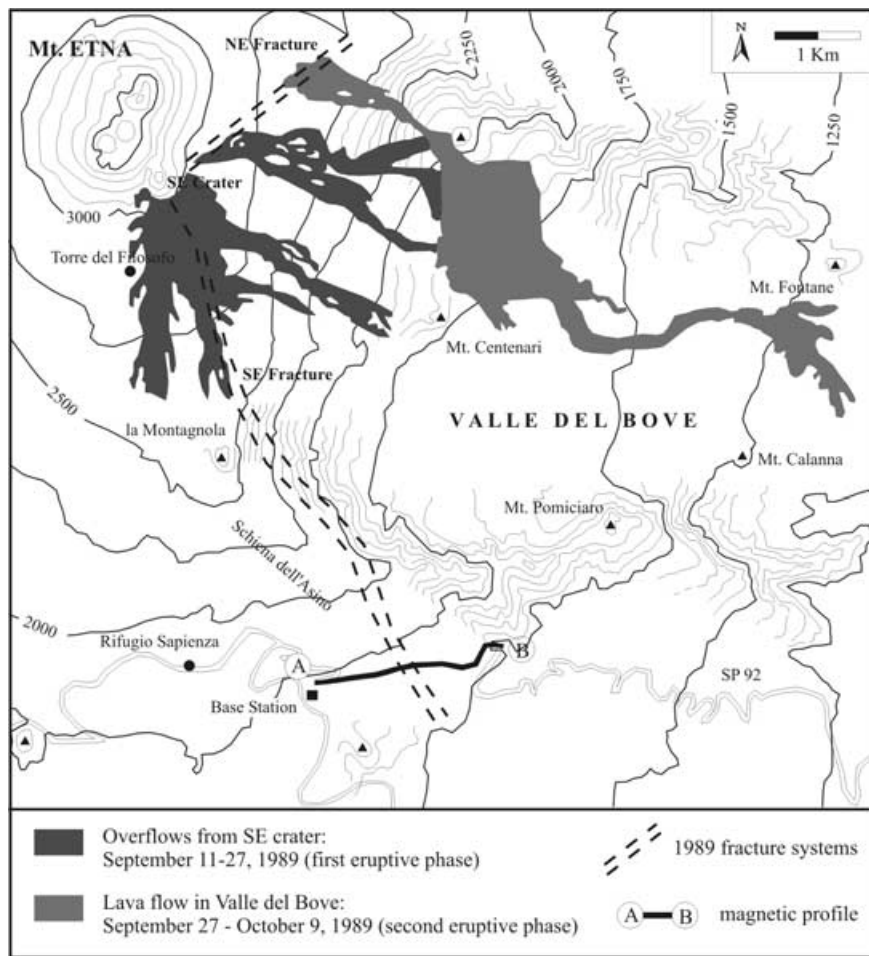 Mt. ETNA
NE Fracture
N
1 Km
2250
2000
1750
1500
1250
SE Crater
3000
Torre del Filosofo
Mt. Fontane
Mt. Centenari
SE Fracture
2500
VALLE DEL BOVE
la Montagnola
Mt. Calanna
Mt. Pomiciaro
Schiena dell'Asino
2000
Rifugio Sapienza
A
B
SP 92
Base Station
Overflows from SE crater:
September 11-27, 1989 (first eruptive phase)
1989 fracture systems
Lava flow in Valle del Bove:
September 27 - October 9, 1989 (second eruptive phase)
A B magnetic profile